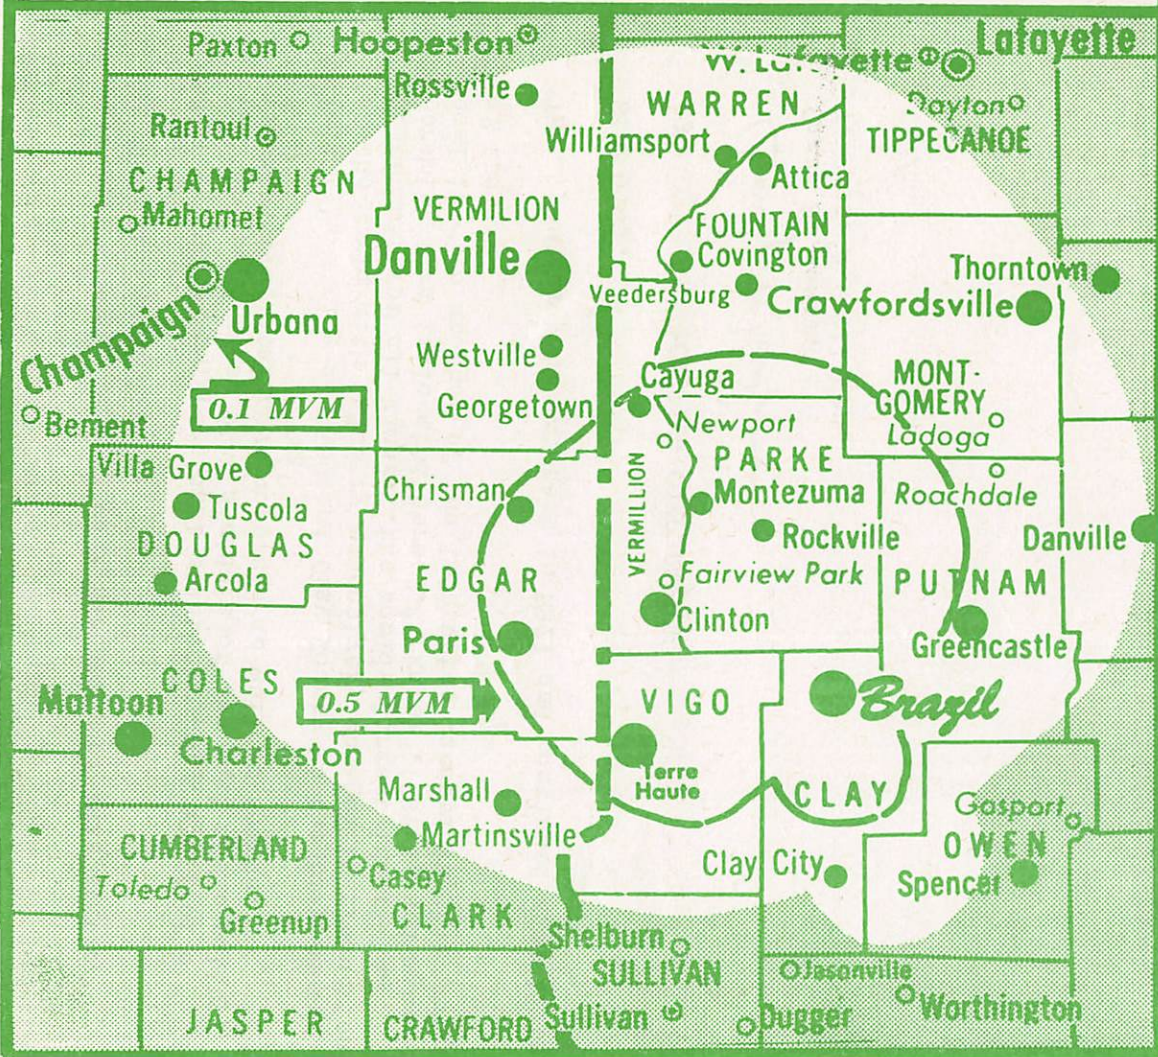 Paxton
Hoopeston
W. Lafayette
Lafayette
Rossville
WARREN
Dayton
Rantoul
Williamsport
TIPPECANOE
CHAMPAIGN
Attica
Mahomet
VERMILION
FOUNTAIN
Danville
Covington
Thorntown
Veedersburg
Crawfordsville
Champaign
Urbana
Westville
Cayuga
MONT-
GOMERY
0.1 MVM
Georgetown
Bement
Newport
Ladoga
Villa Grove
PARKE
Chrisman
Montezuma
Roachdale
Tuscola
VERMILLION
Rockville
Danville
DOUGLAS
Arcola
EDGAR
Fairview Park
PUTNAM
Clinton
Paris
Greencastle
COLES
Mattoon
0.5 MVM
VIGO
Brazil
Charleston
Terre
Haute
Marshall
CLAY
Gosport
Martinsville
OWEN
CUMBERLAND
Casey
Clay City
Spencer
Toledo
Greenup
CLARK
Shelburn
SULLIVAN
Jasonville
Worthington
JASPER
CRAWFORD
Sullivan
Dugger